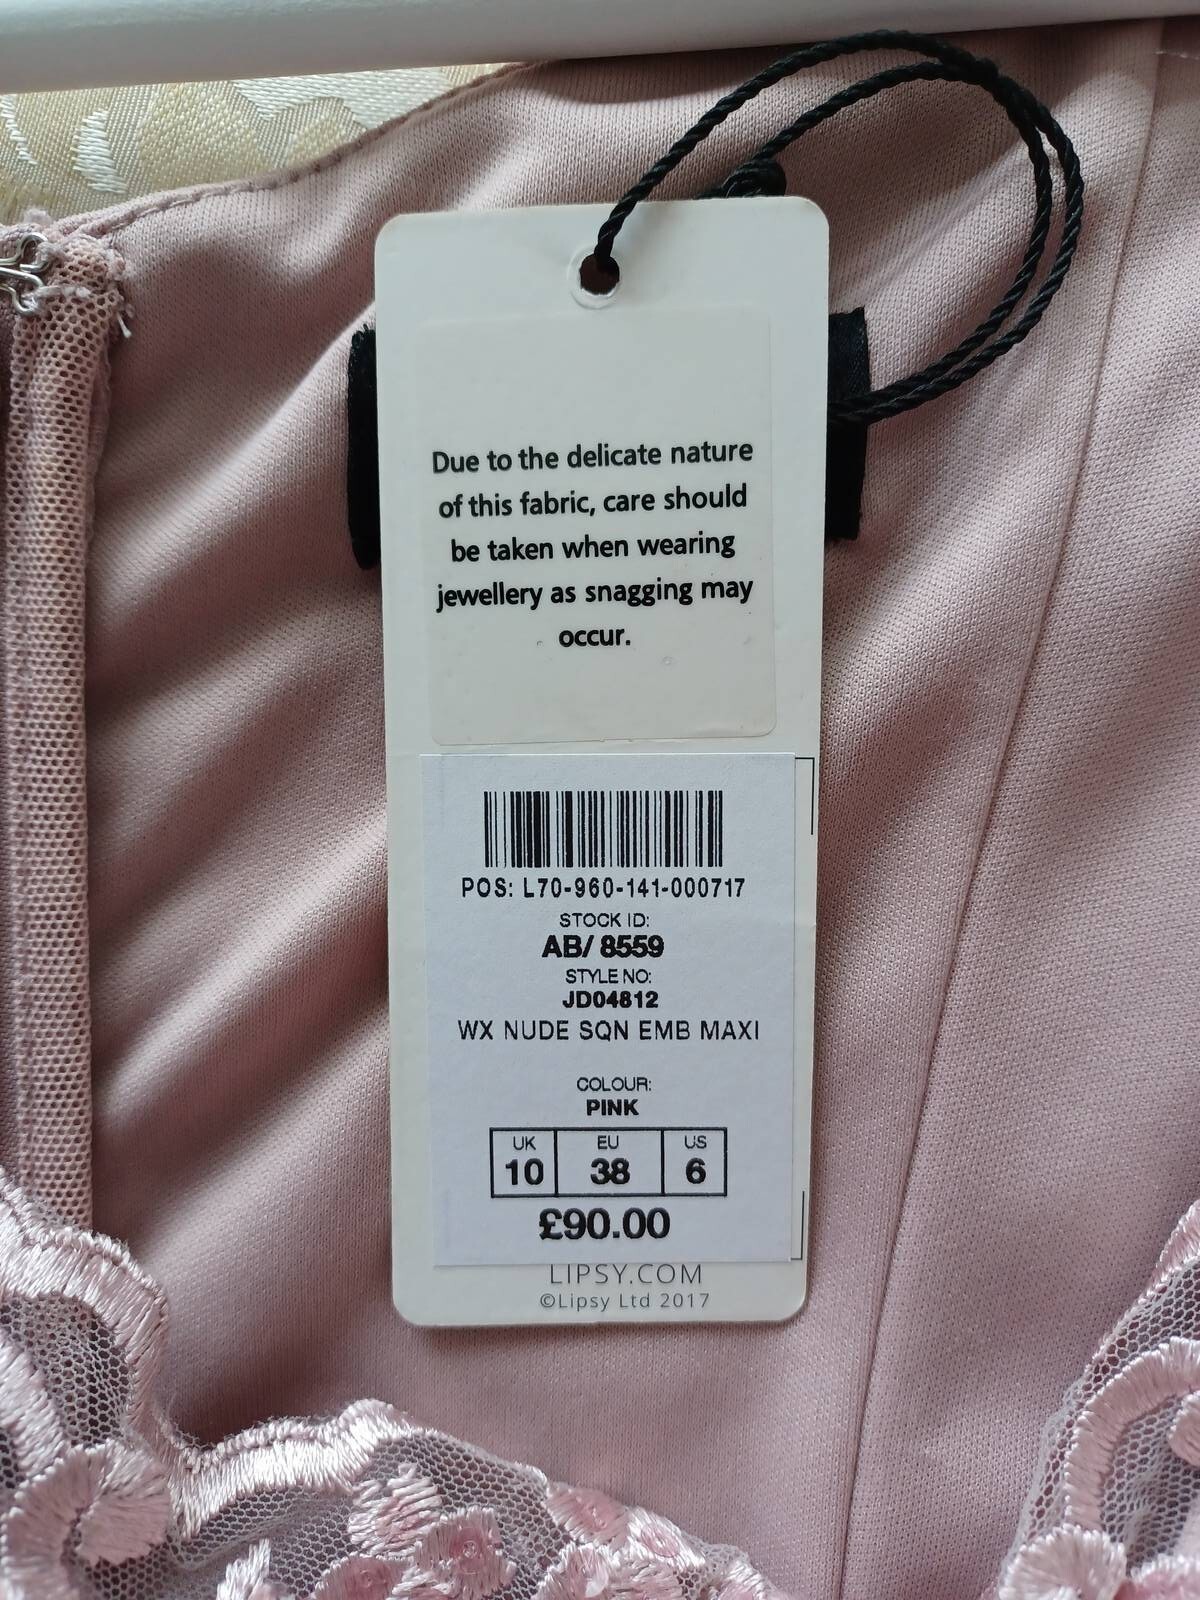 Due to the delicate nature
of this fabric, care should
be taken when wearing
jewellery as snagging may
occur.
POS: L70-960-141-000717
STOCK ID:
AB/ 8559
STYLE NO:
JD04812
WX NUDE SQN EMB MAXI
COLOUR:
PINK
UK EU US
10 38 6
£90.00
LIPSY.COM
©Lipsy Ltd 2017